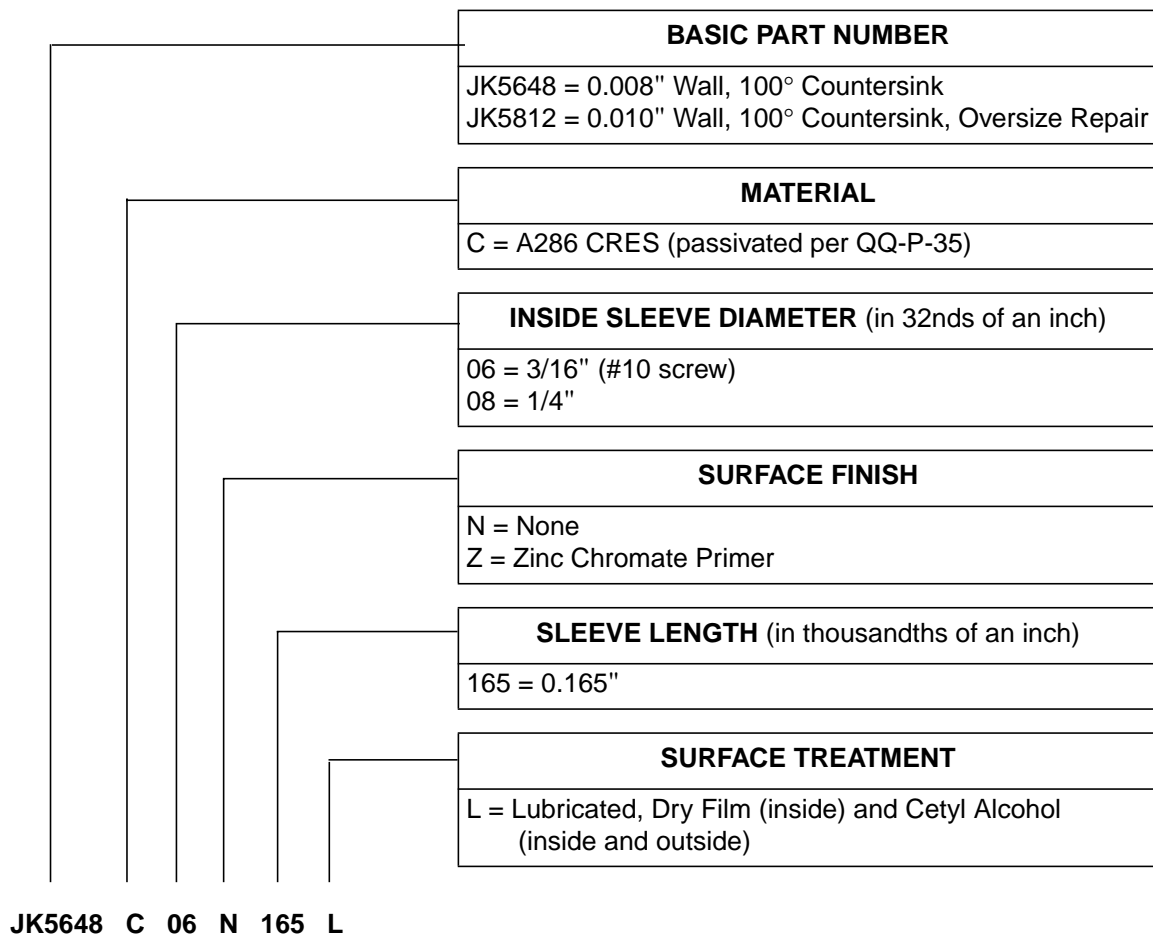 BASIC PART NUMBER
JK5648 = 0.008" Wall, 100° Countersink
JK5812 = 0.010" Wall, 100° Countersink, Oversize Repair
MATERIAL
C = A286 CRES (passivated per QQ-P-35)
INSIDE SLEEVE DIAMETER (in 32nds of an inch)
06 = 3/16" (#10 screw)
08 = 1/4"
SURFACE FINISH
N = None
Z = Zinc Chromate Primer
SLEEVE LENGTH (in thousandths of an inch)
165 = 0.165"
SURFACE TREATMENT
L = Lubricated, Dry Film (inside) and Cetyl Alcohol
(inside and outside)
JK5648 C 06 N 165 L